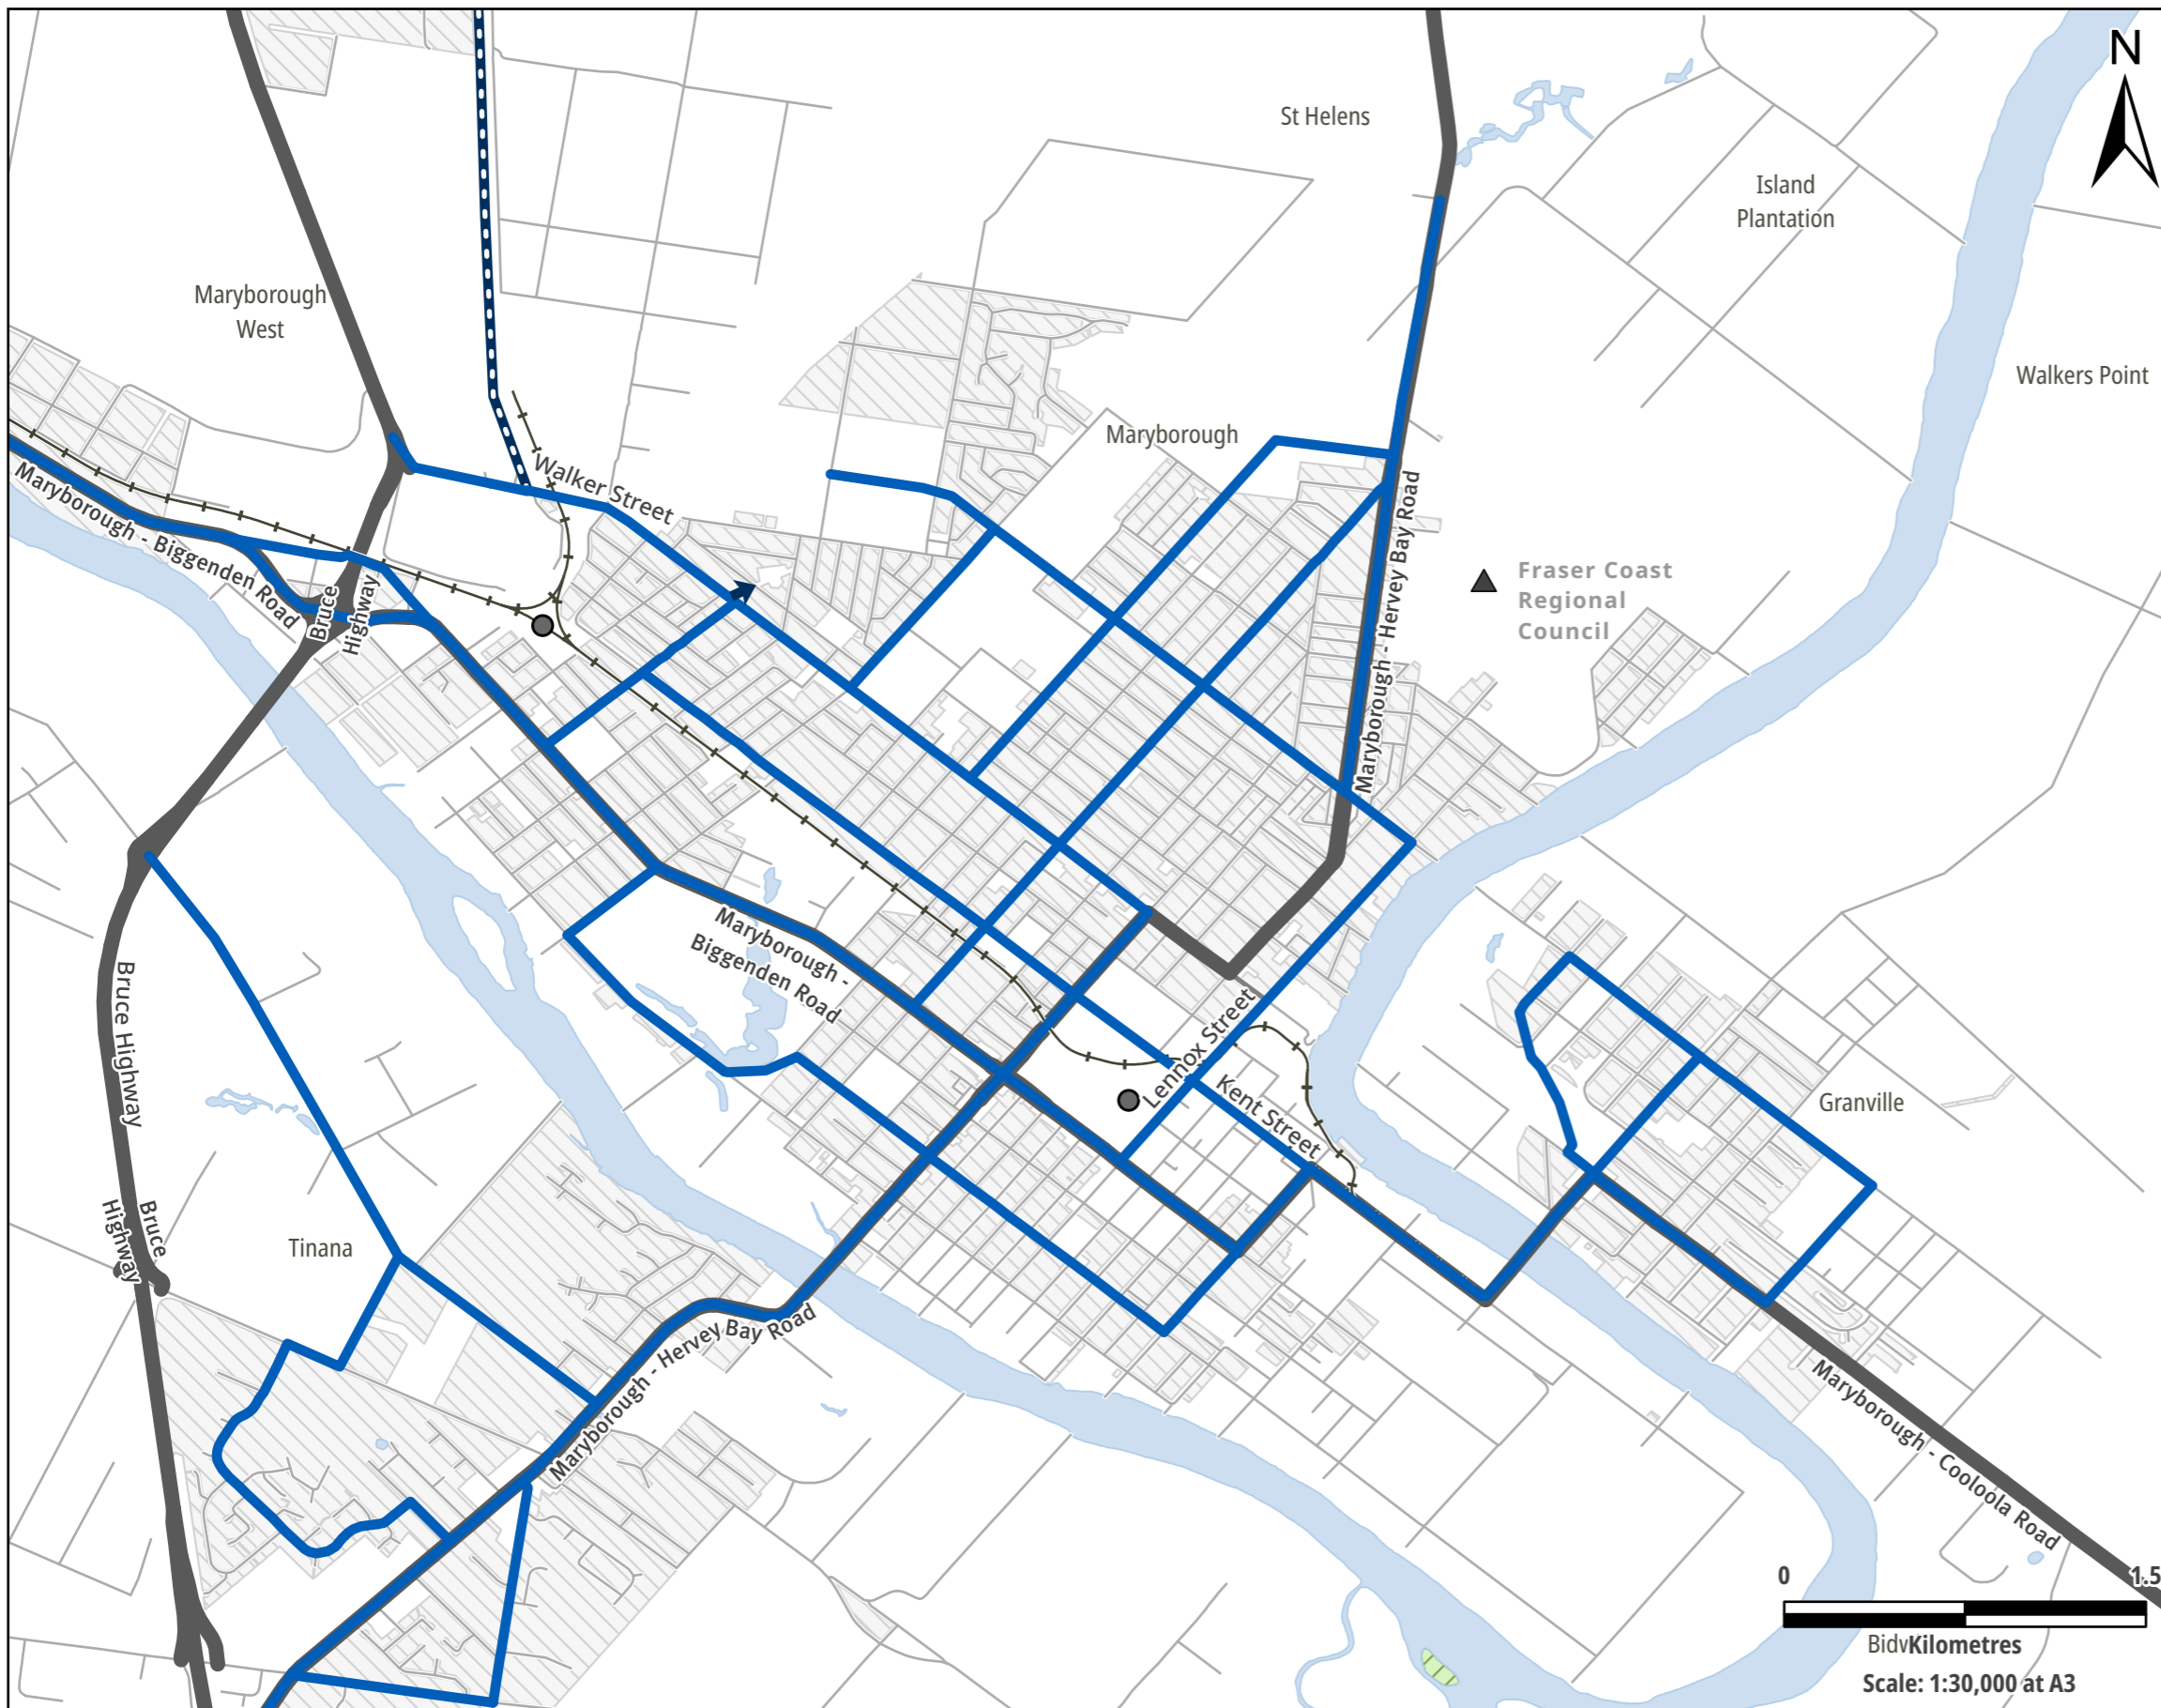 N
St Helens
Island
Plantation
Maryborough
West
Walkers Point
Maryborough
Walker Street
Maryborough - Biggenden Road
Bruce
Highway
Maryborough - Hervey Bay Road
Fraser Coast
Regional
Council
Maryborough -
Biggenden Road
Bruce Highway
Lennox Street
Kent Street
Granville
Bruce
Highway
Tinana
Maryborough - Hervey Bay Road
Maryborough - Cooloola Road
0
1.5
BidwKilometres
Scale: 1:30,000 at A3